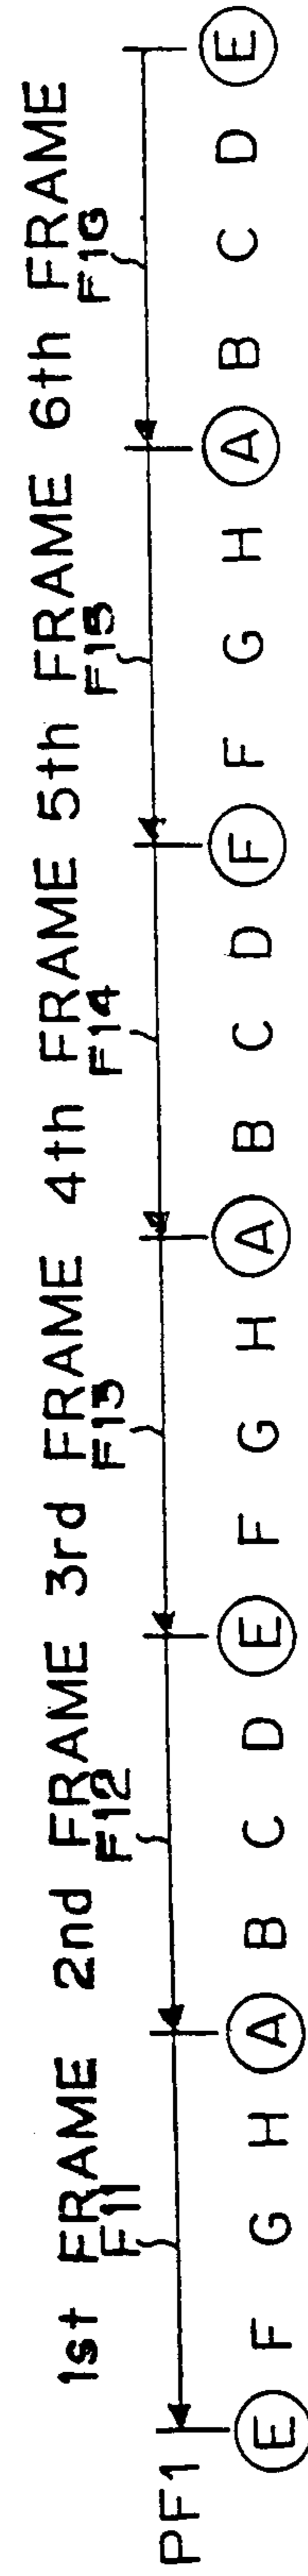 1st FRAME 2nd FRAME 3rd FRAME 4th FRAME 5th FRAME 6th FRAME
F11 F12 F13 F14 F15 F16
PF1
E F G H A B C D E F G H A B C D F F G H A B C D E